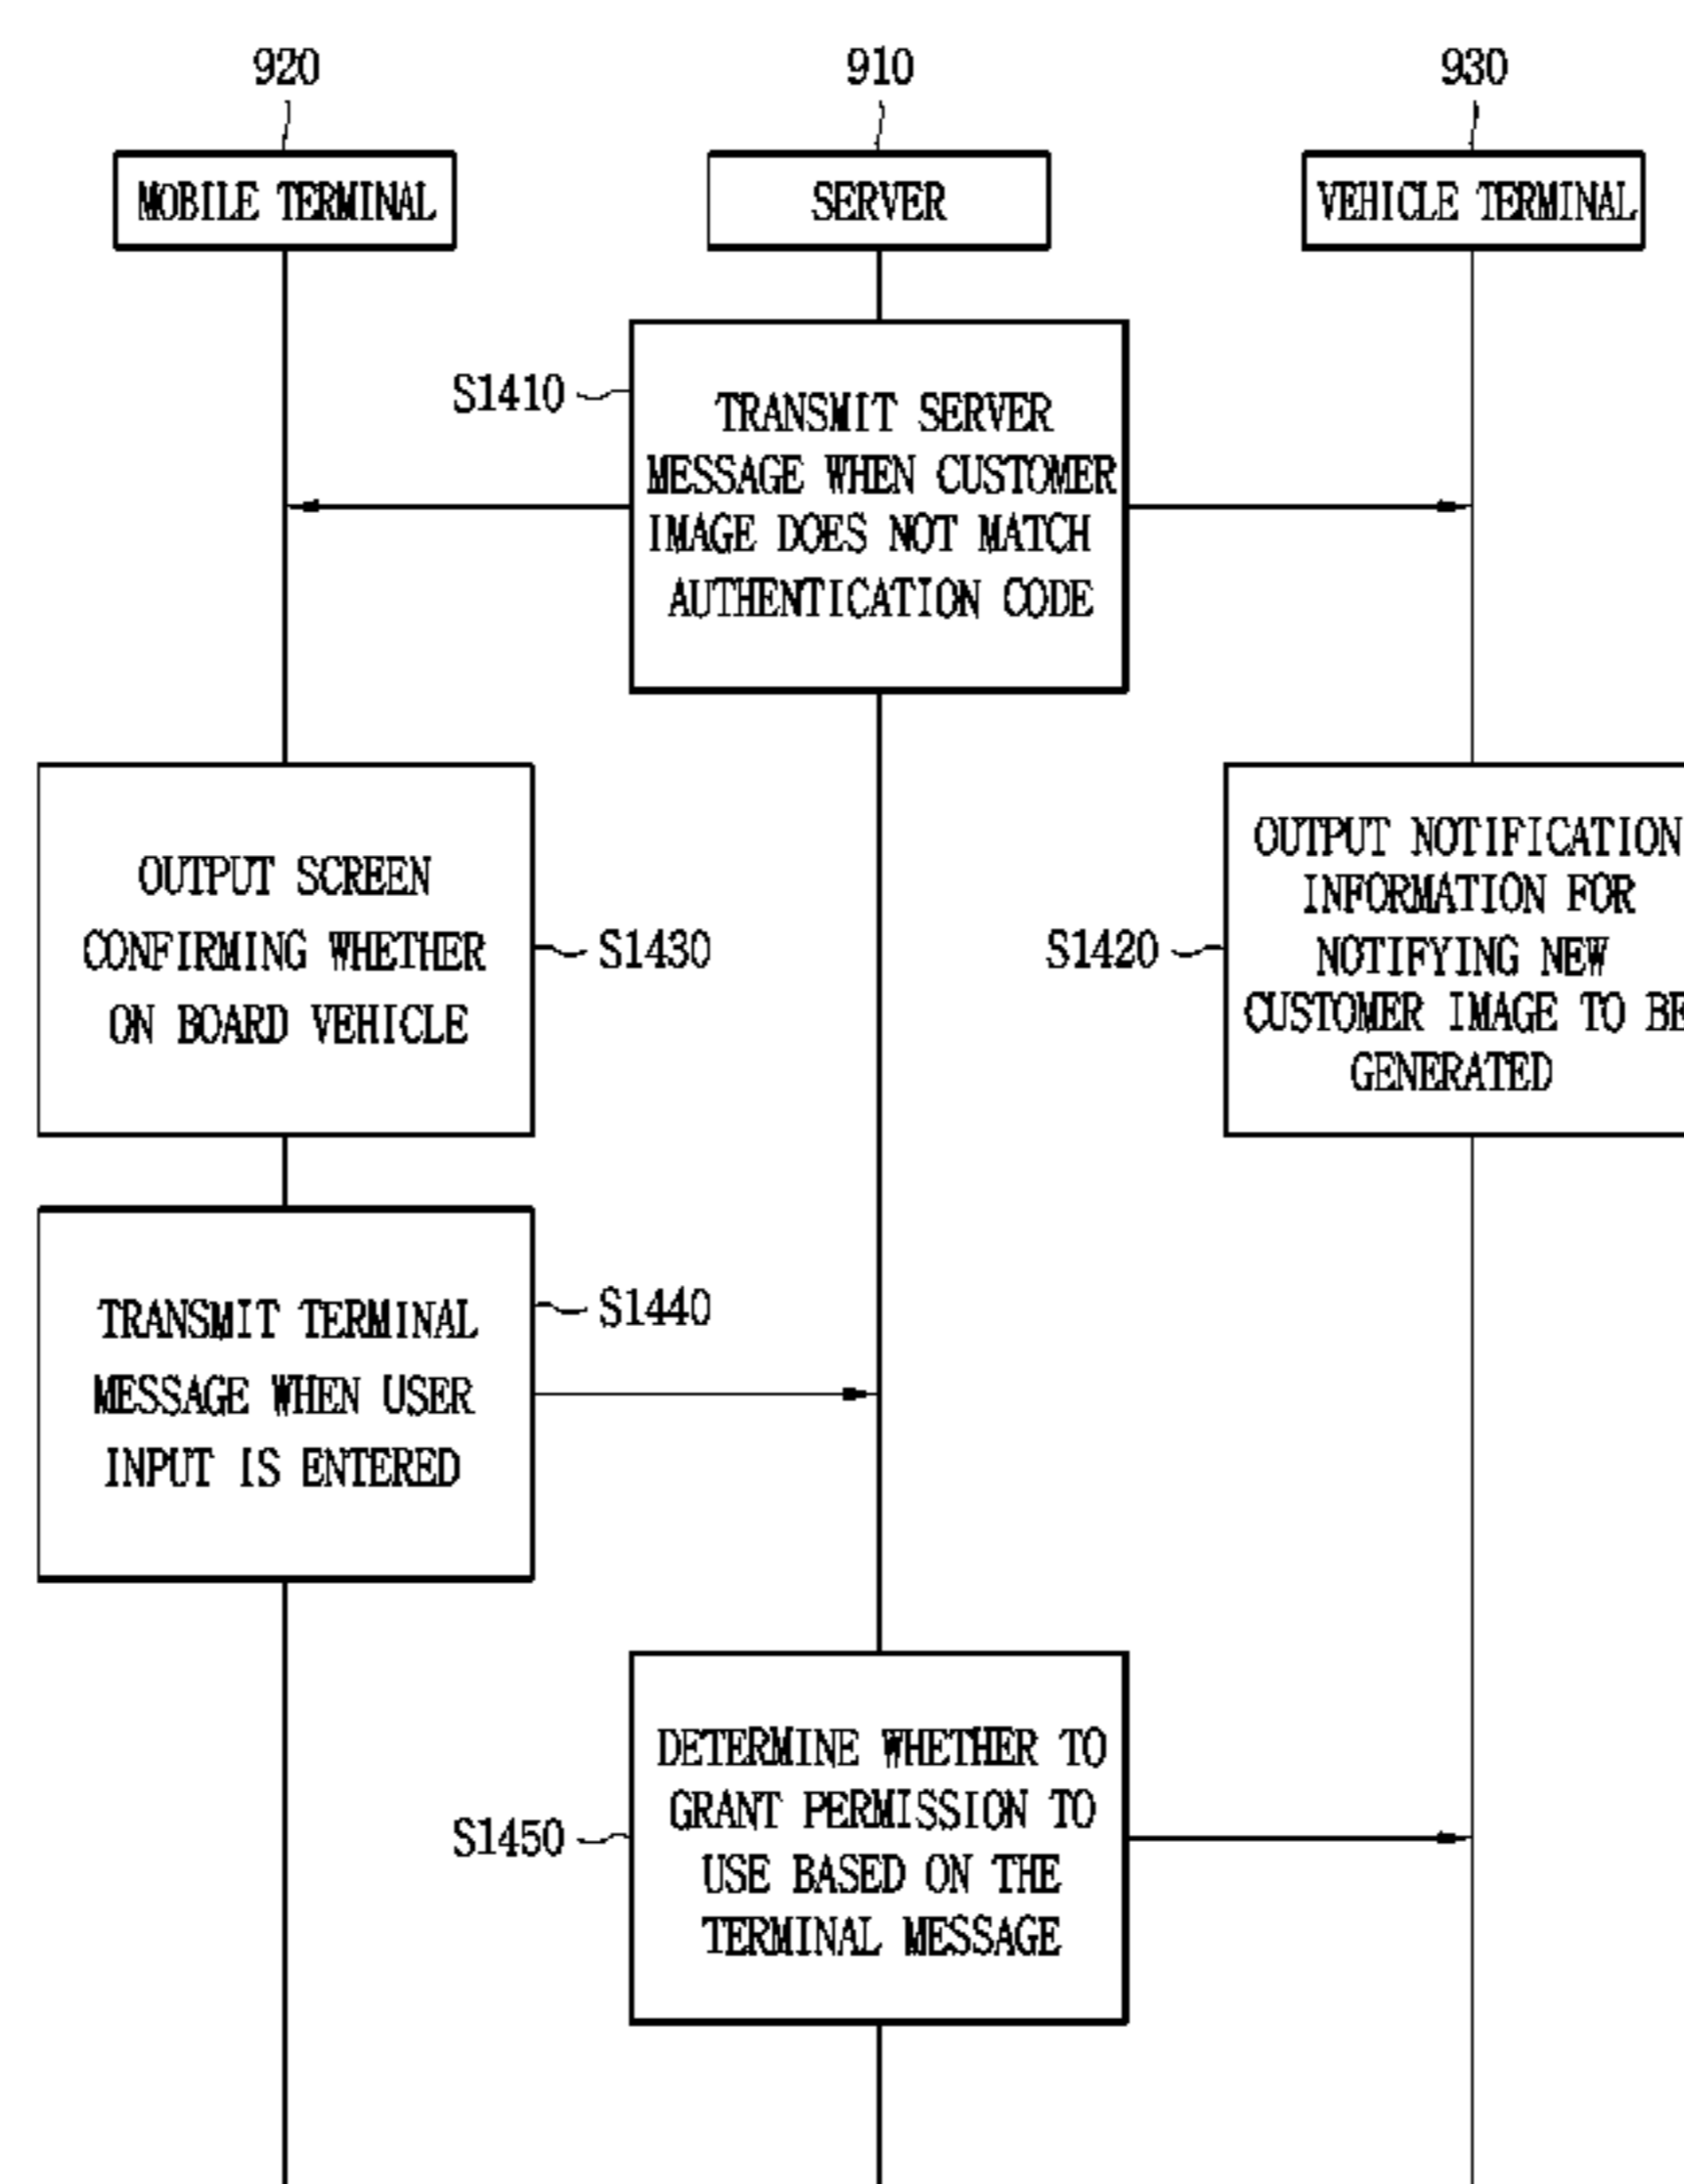 920
910
930
MOBILE TERMINAL
SERVER
VEHICLE TERMINAL
S1410
TRANSMIT SERVER
MESSAGE WHEN CUSTOMER
IMAGE DOES NOT MATCH
AUTHENTICATION CODE
OUTPUT SCREEN
CONFIRMING WHETHER
ON BOARD VEHICLE
S1430
S1420
OUTPUT NOTIFICATION
INFORMATION FOR
NOTIFYING NEW
CUSTOMER IMAGE TO BE
GENERATED
TRANSMIT TERMINAL
MESSAGE WHEN USER
INPUT IS ENTERED
S1440
S1450
DETERMINE WHETHER TO
GRANT PERMISSION TO
USE BASED ON THE
TERMINAL MESSAGE